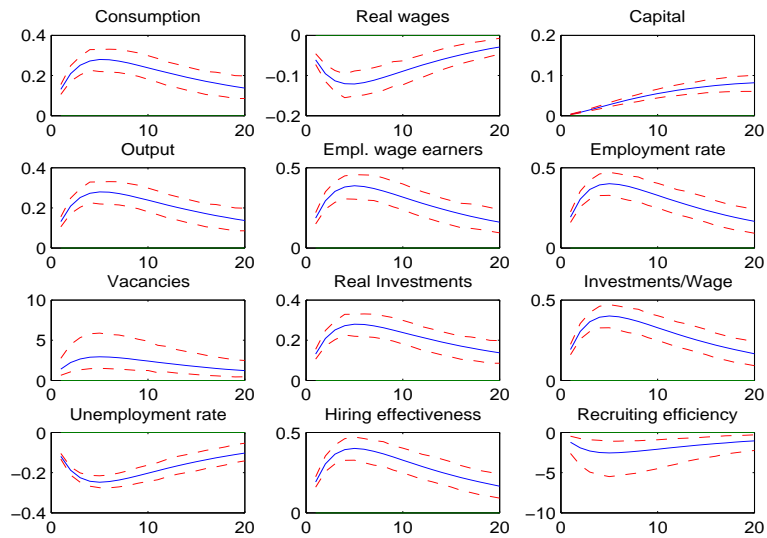 Consumption
Real wages
Capital
0.4
0.2
0
0
−0.1
−0.2
0.2
0.1
0
0 10 20
0 10 20
0 10 20
Output
Empl. wage earners
Employment rate
0.4
0.2
0
0.5
0
0.5
0
0 10 20
0 10 20
0 10 20
Vacancies
Real Investments
Investments/Wage
10
5
0
0.4
0.2
0
0.5
0
0 10 20
0 10 20
0 10 20
Unemployment rate
Hiring effectiveness
Recruiting efficiency
0
−0.2
−0.4
0.5
0
0
−5
−10
0 10 20
0 10 20
0 10 20